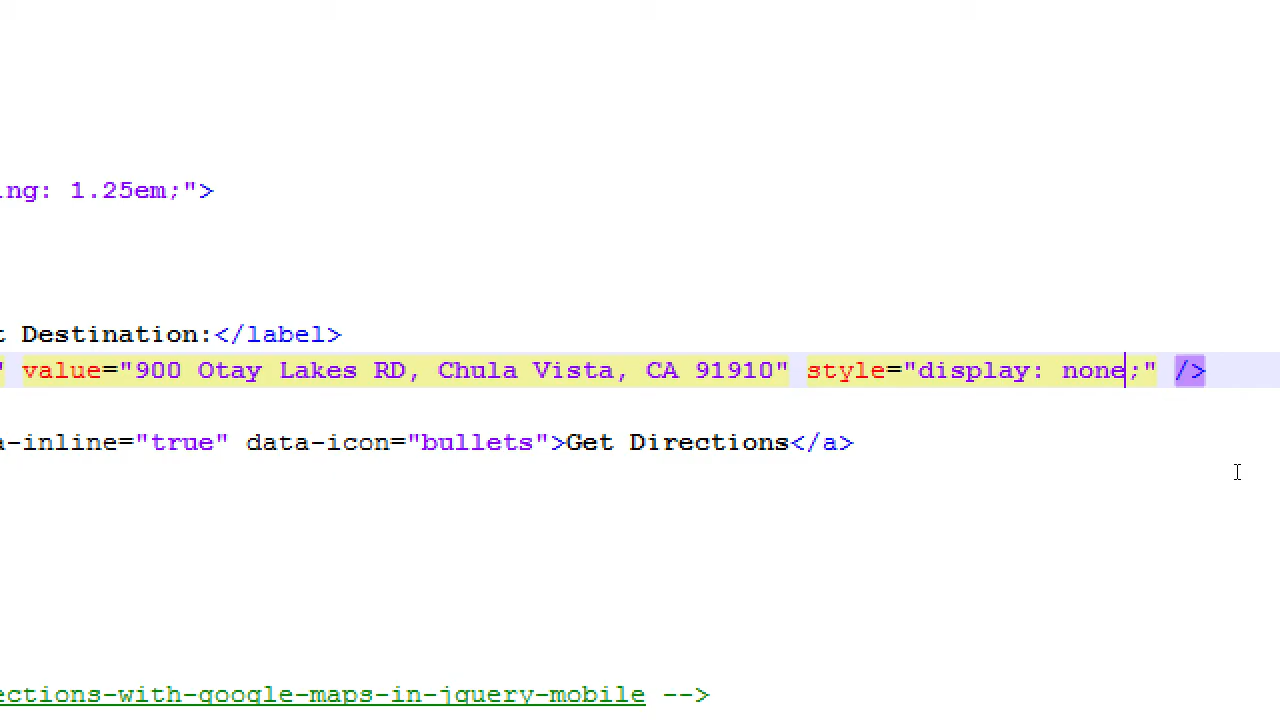 ing: 1.25em;">
t Destination:</label>
" value="900 Otay Lakes RD, Chula Vista, CA 91910" style="display: none;" />
a-inline="true" data-icon="bullets">Get Directions</a>
ections-with-google-maps-in-jquery-mobile -->